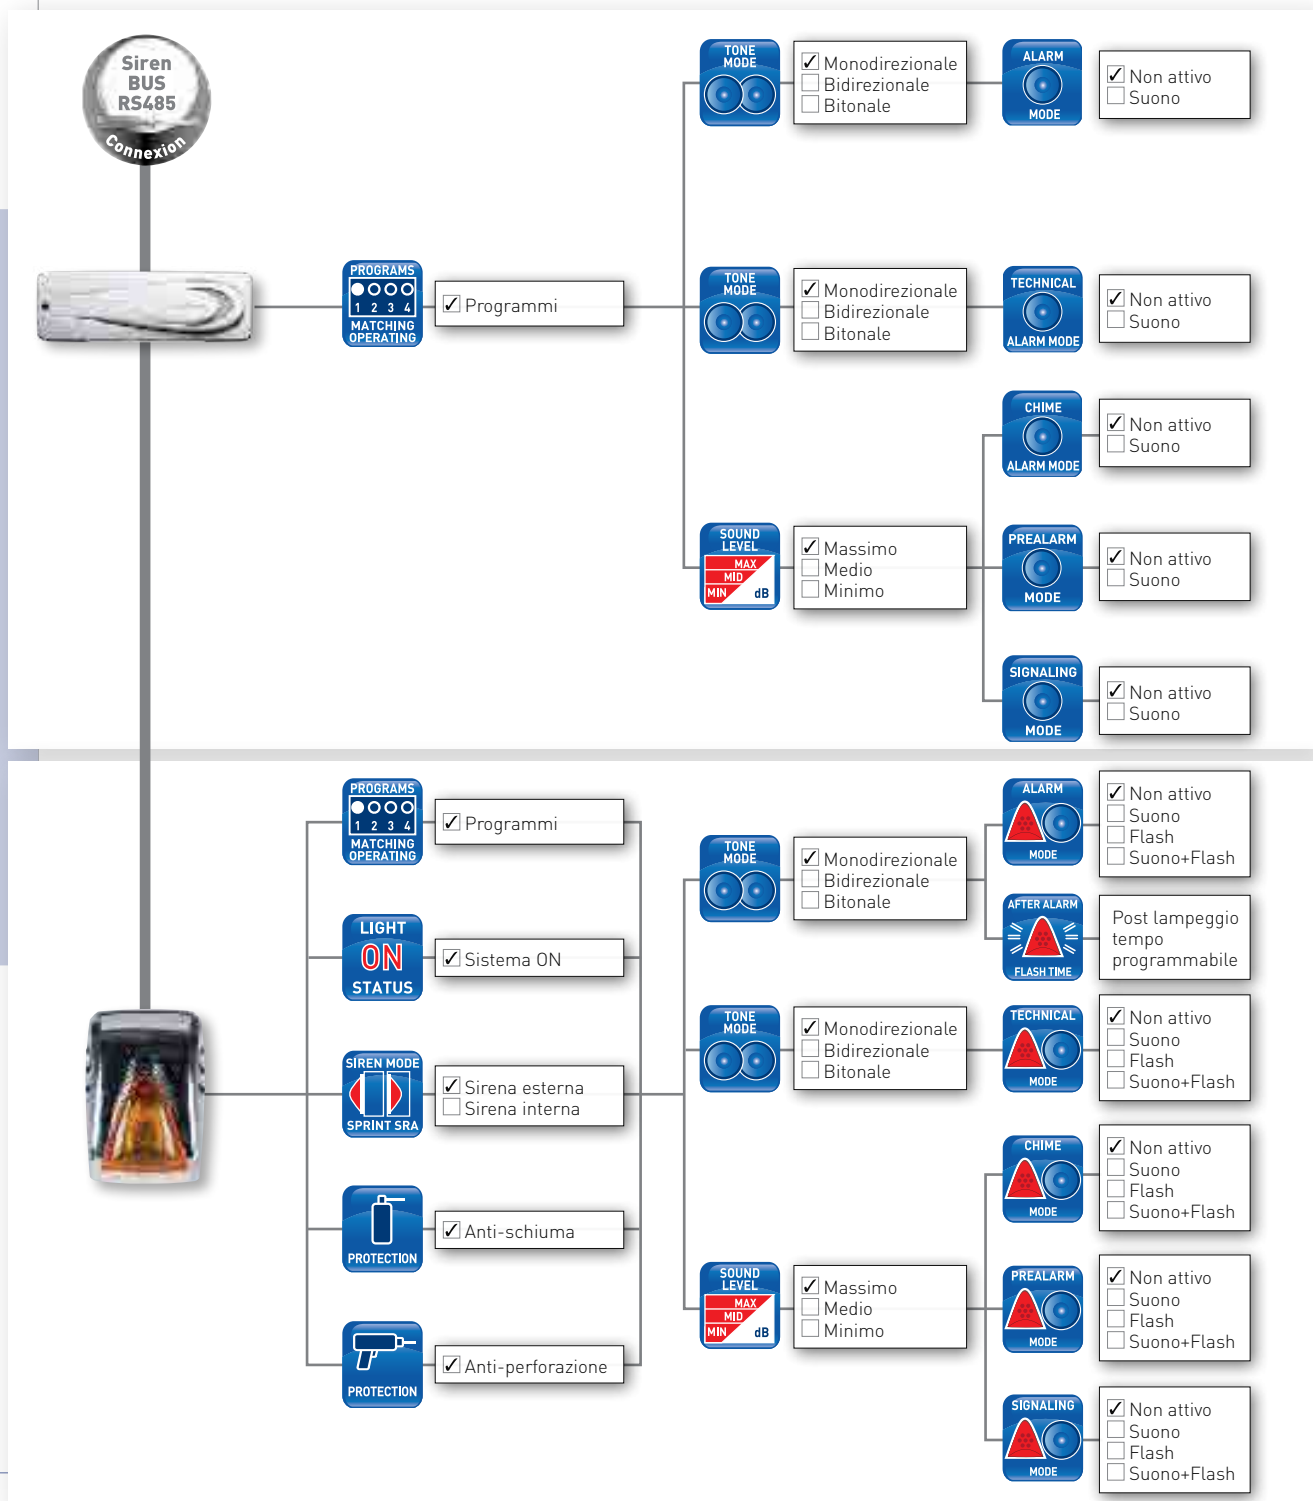 Siren
BUS
RS485
Connexion
TONE
MODE
✓ Monodirezionale
Bidirezionale
Bitonale
ALARM
MODE
✓ Non attivo
Suono
PROGRAMS
1 2 3 4
MATCHING
OPERATING
✓ Programmi
TONE
MODE
✓ Monodirezionale
Bidirezionale
Bitonale
TECHNICAL
ALARM MODE
✓ Non attivo
Suono
CHIME
ALARM MODE
✓ Non attivo
Suono
SOUND
LEVEL
MAX
MID
MIN dB
✓ Massimo
Medio
Minimo
PREALARM
MODE
✓ Non attivo
Suono
SIGNALING
MODE
✓ Non attivo
Suono
PROGRAMS
1 2 3 4
MATCHING
OPERATING
✓ Programmi
LIGHT
ON
STATUS
✓ Sistema ON
SIREN MODE
SPRINT SRA
✓ Sirena esterna
Sirena interna
PROTECTION
✓ Anti-schiuma
PROTECTION
✓ Anti-perforazione
TONE
MODE
✓ Monodirezionale
Bidirezionale
Bitonale
ALARM
MODE
✓ Non attivo
Suono
Flash
Suono+Flash
AFTER ALARM
FLASH TIME
Post lampeggio
tempo
programmabile
TONE
MODE
✓ Monodirezionale
Bidirezionale
Bitonale
TECHNICAL
MODE
✓ Non attivo
Suono
Flash
Suono+Flash
CHIME
MODE
✓ Non attivo
Suono
Flash
Suono+Flash
SOUND
LEVEL
MAX
MID
MIN dB
✓ Massimo
Medio
Minimo
PREALARM
MODE
✓ Non attivo
Suono
Flash
Suono+Flash
SIGNALING
MODE
✓ Non attivo
Suono
Flash
Suono+Flash